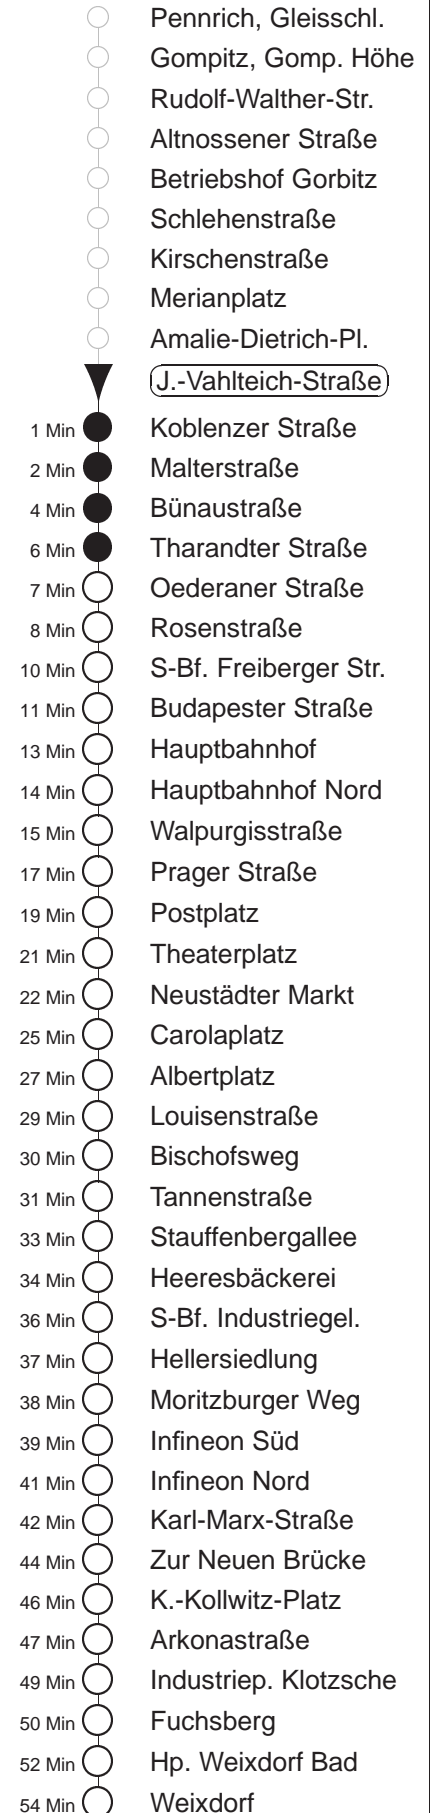 Pennrich, Gleisschl.
Gompitz, Gomp. Höhe
Rudolf-Walther-Str.
Altnossener Straße
Betriebshof Gorbitz
Schlehenstraße
Kirschenstraße
Merianplatz
Amalie-Dietrich-Pl.
J.-Vahlteich-Straße
1 Min Koblenzer Straße
2 Min Malterstraße
4 Min Bünaustraße
6 Min Tharandter Straße
7 Min Oederaner Straße
8 Min Rosenstraße
10 Min S-Bf. Freiberger Str.
11 Min Budapester Straße
13 Min Hauptbahnhof
14 Min Hauptbahnhof Nord
15 Min Walpurgisstraße
17 Min Prager Straße
19 Min Postplatz
21 Min Theaterplatz
22 Min Neustädter Markt
25 Min Carolaplatz
27 Min Albertplatz
29 Min Louisenstraße
30 Min Bischofsweg
31 Min Tannenstraße
33 Min Stauffenbergallee
34 Min Heeresbäckerei
36 Min S-Bf. Industriegel.
37 Min Hellersiedlung
38 Min Moritzburger Weg
39 Min Infineon Süd
41 Min Infineon Nord
42 Min Karl-Marx-Straße
44 Min Zur Neuen Brücke
46 Min K.-Kollwitz-Platz
47 Min Arkonastraße
49 Min Industriep. Klotzsche
50 Min Fuchsberg
52 Min Hp. Weixdorf Bad
54 Min Weixdorf